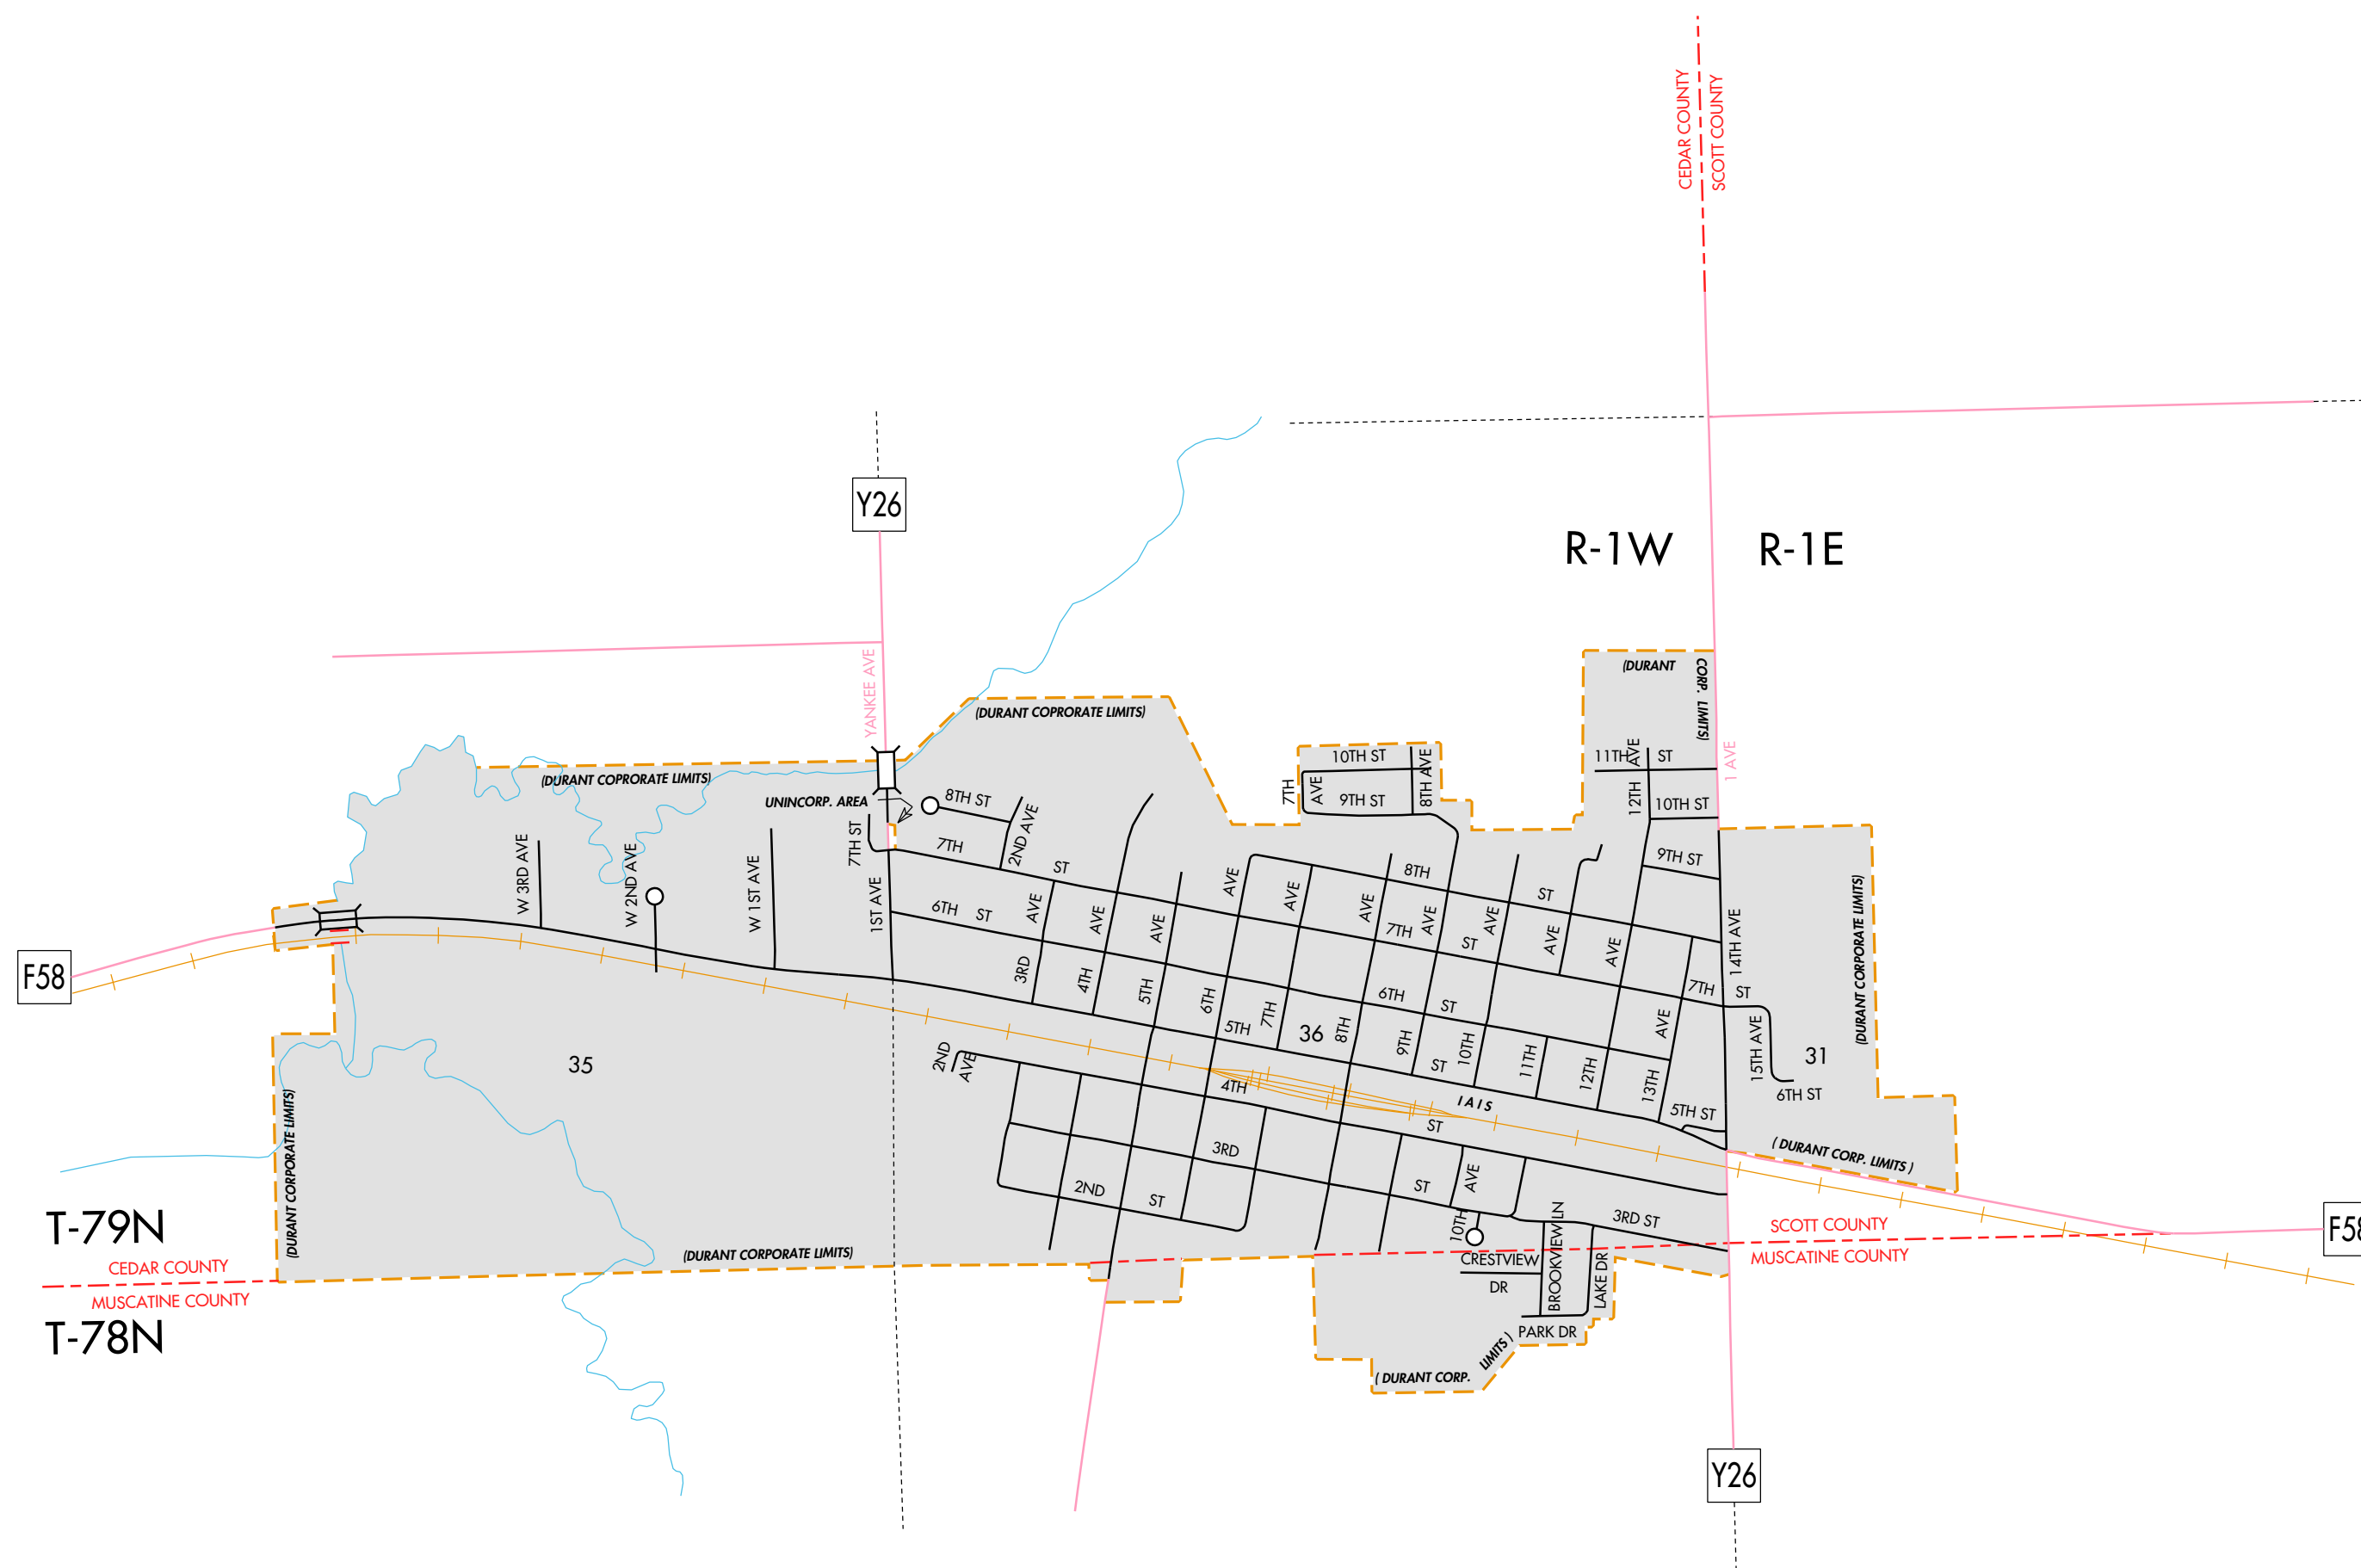 CEDAR COUNTY
SCOTT COUNTY
Y26
R-1W
R-1E
YANKEE AVE
(DURANT
CORP. LIMITS)
(DURANT COPRORATE LIMITS)
(DURANT COPRORATE LIMITS)
1 AVE
10TH ST
11TH ST
12TH AVE
7TH AVE
9TH ST
8TH AVE
10TH ST
UNINCORP. AREA
8TH ST
2ND AVE
7TH ST
7TH ST
W 3RD AVE
W 2ND AVE
W 1ST AVE
1ST AVE
9TH ST
8TH ST
6TH ST
3RD AVE
4TH AVE
5TH AVE
6TH AVE
7TH AVE
8TH AVE
9TH AVE
10TH AVE
11TH AVE
12TH AVE
13TH AVE
14TH AVE
(DURANT CORPORATE LIMITS)
7TH ST
7TH ST
F58
6TH ST
5TH ST
36
15TH AVE
31
6TH ST
5TH ST
35
2ND AVE
4TH ST
IAIS
(DURANT CORPORATE LIMITS)
( DURANT CORP. LIMITS )
3RD ST
2ND ST
10TH AVE
3RD ST
T-79N
CEDAR COUNTY
MUSCATINE COUNTY
T-78N
(DURANT CORPORATE LIMITS)
SCOTT COUNTY
MUSCATINE COUNTY
F58
CRESTVIEW
DR
BROOKVIEW LN
LAKE DR
PARK DR
( DURANT CORP. LIMITS )
Y26